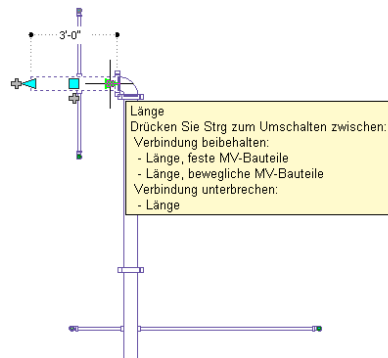 3'-0"
Länge
Drücken Sie Strg zum Umschalten zwischen:
Verbindung beibehalten:
- Länge, feste MV-Bauteile
- Länge, bewegliche MV-Bauteile
Verbindung unterbrechen:
- Länge